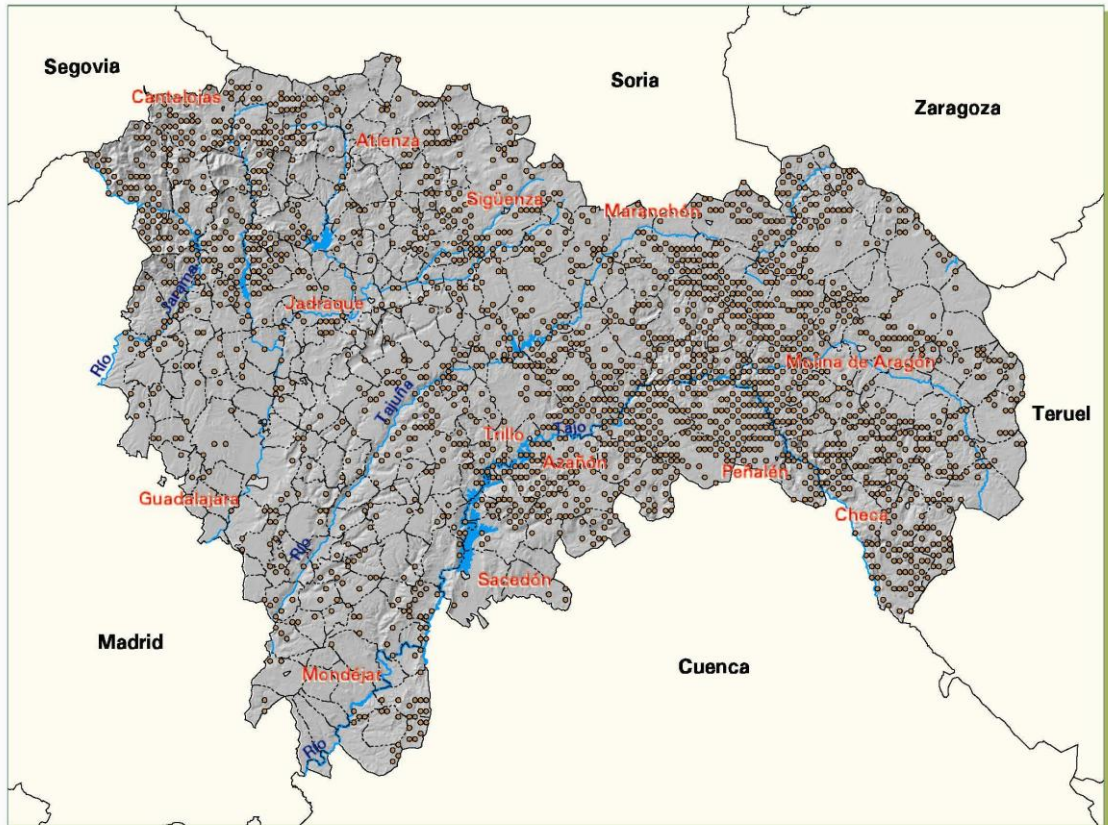 Segovia
Soria
Zaragoza
Cantalojas
Atienza
Sigüenza
Maranchón
Jarama
Jadraque
Río
Molina de Aragón
Tajuña
Teruel
Trillo
Tajo
Azañón
Peñalén
Guadalajara
Checa
Río
Sacedón
Madrid
Cuenca
Mondéjar
Río